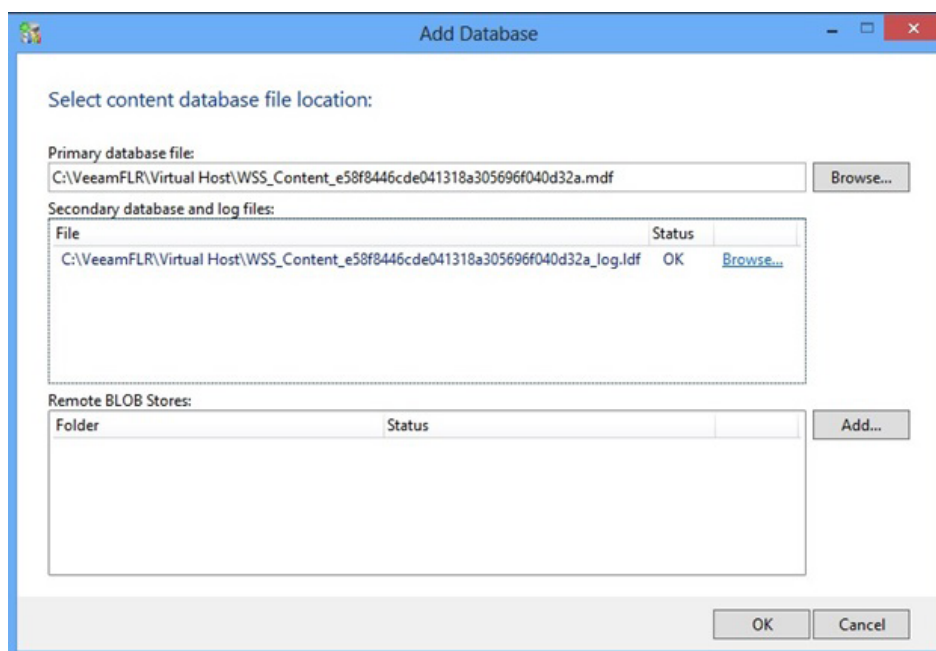 Add Database
Select content database file location:
Primary database file:
C:\VeeamFLR\Virtual Host\WSS_Content_e58f8446cde041318a305696f040d32a.mdf Browse...
Secondary database and log files:
File Status
C:\VeeamFLR\Virtual Host\WSS_Content_e58f8446cde041318a305696f040d32a_log.ldf OK Browse...
Remote BLOB Stores:
Folder Status Add...
OK Cancel